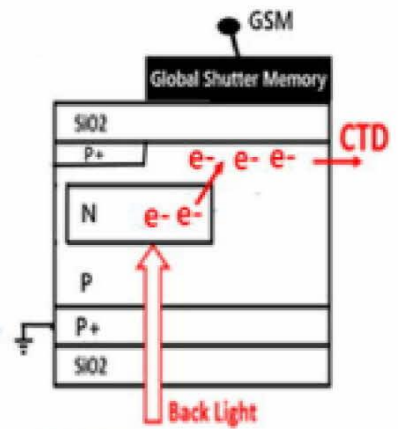 GSM
Global Shutter Memory
SiO2
P+
e- e- e-
CTD
N
e- e-
P
P+
SiO2
Back Light